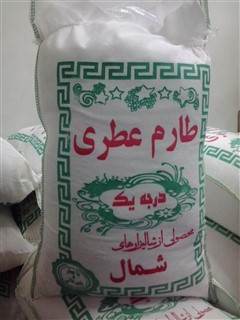 طارم عطری
درجه یک
محصولی از شالیزارهای
شمال